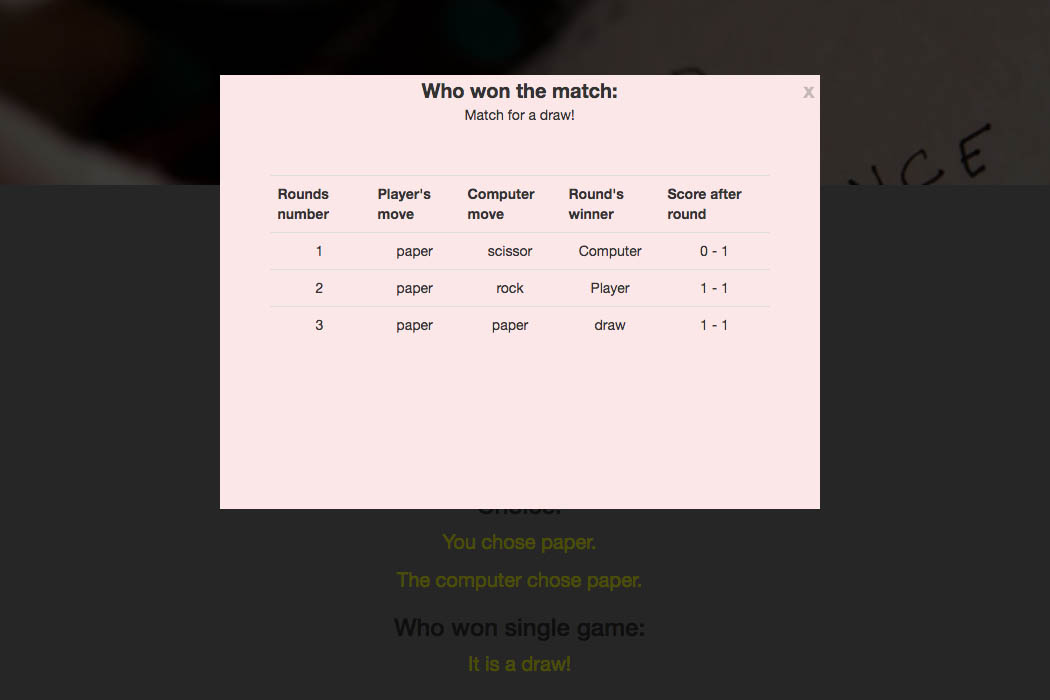 Who won the match:
x
Match for a draw!
Rounds number Player's move Computer move Round's winner Score after round
1 paper scissor Computer 0 - 1
2 paper rock Player 1 - 1
3 paper paper draw 1 - 1
You chose paper.
The computer chose paper.
Who won single game:
It is a draw!